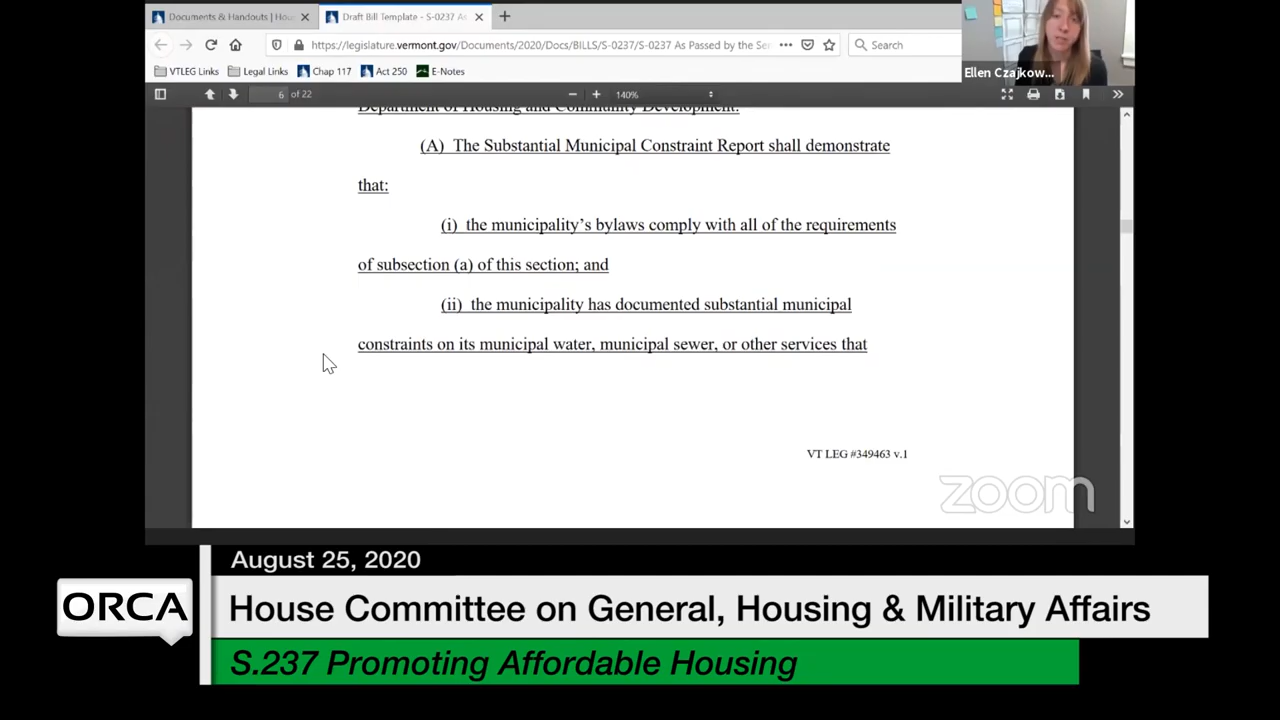 Documents & Handouts | Hou
Draft Bill Template - S-0237 As
https://legislature.vermont.gov/Documents/2020/Docs/BILLS/S-0237/S-0237 As Passed by the Se
Search
VTLEG Links
Legal Links
Chap 117
Act 250
E-Notes
Ellen Czajkow...
6 of 22
140%
Department of Housing and Community Development.
(A) The Substantial Municipal Constraint Report shall demonstrate
that:
(i) the municipality’s bylaws comply with all of the requirements
of subsection (a) of this section; and
(ii) the municipality has documented substantial municipal
constraints on its municipal water, municipal sewer, or other services that
VT LEG #349463 v.1
zoom
August 25, 2020
ORCA
House Committee on General, Housing & Military Affairs
S.237 Promoting Affordable Housing